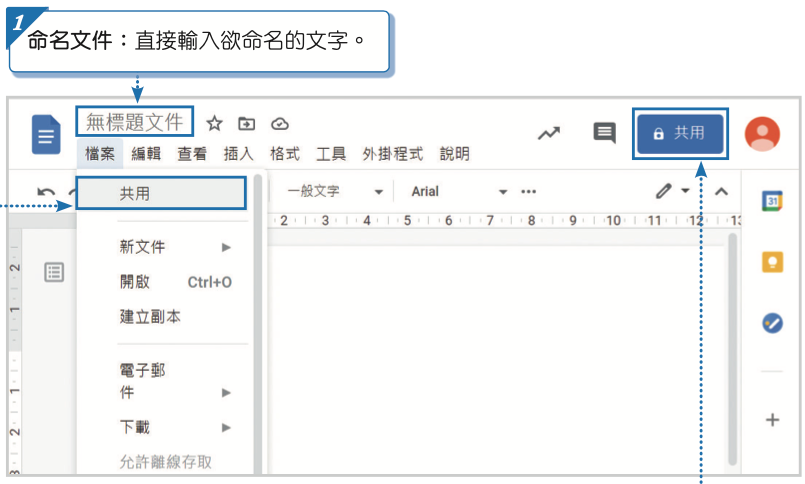 1
命名文件：直接輸入欲命名的文字。
無標題文件
檔案 編輯 查看 插入 格式 工具 外掛程式 說明
共用
共用
一般文字 Arial
2 3 4 5 6 7 8 9 10 11 12 13
31
新文件
開啟 Ctrl+O
建立副本
電子郵
件
下載
允許離線存取
2
1
1
2